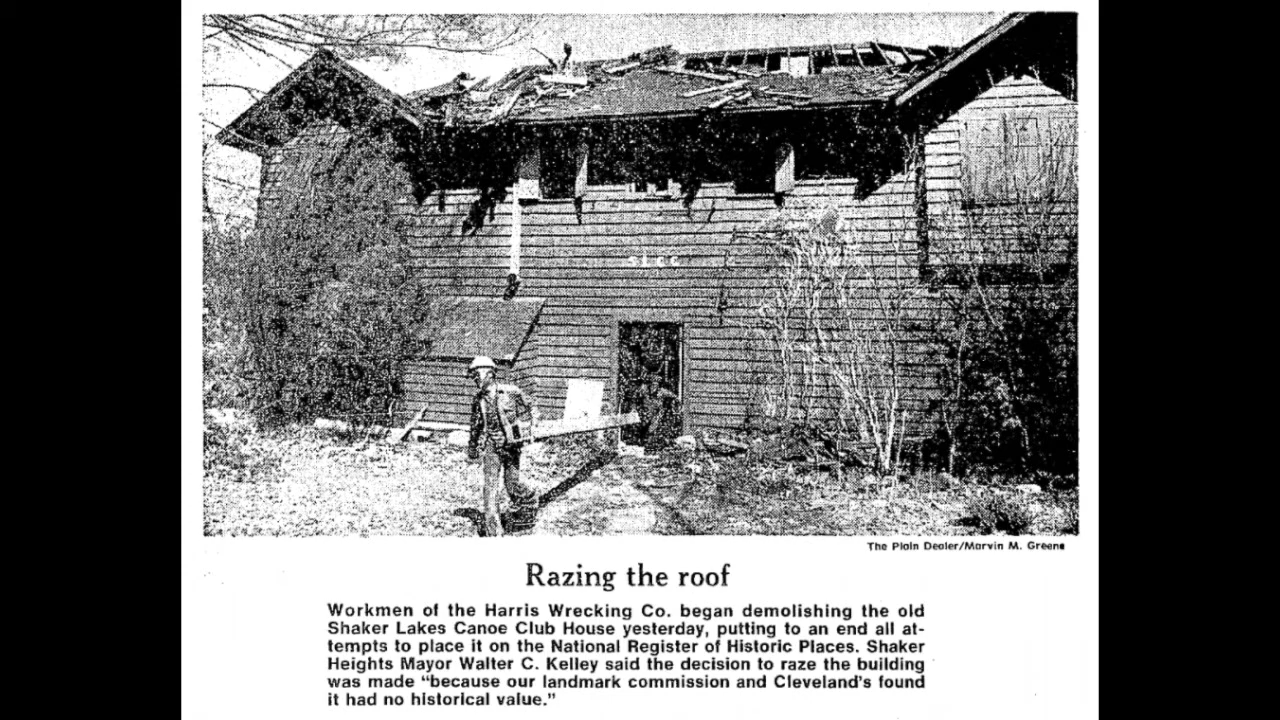 SLCC
The Plain Dealer/Marvin M. Greene
Razing the roof
Workmen of the Harris Wrecking Co. began demolishing the old
Shaker Lakes Canoe Club House yesterday, putting to an end all at-
tempts to place it on the National Register of Historic Places. Shaker
Heights Mayor Walter C. Kelley said the decision to raze the building
was made “because our landmark commission and Cleveland's found
it had no historical value.”